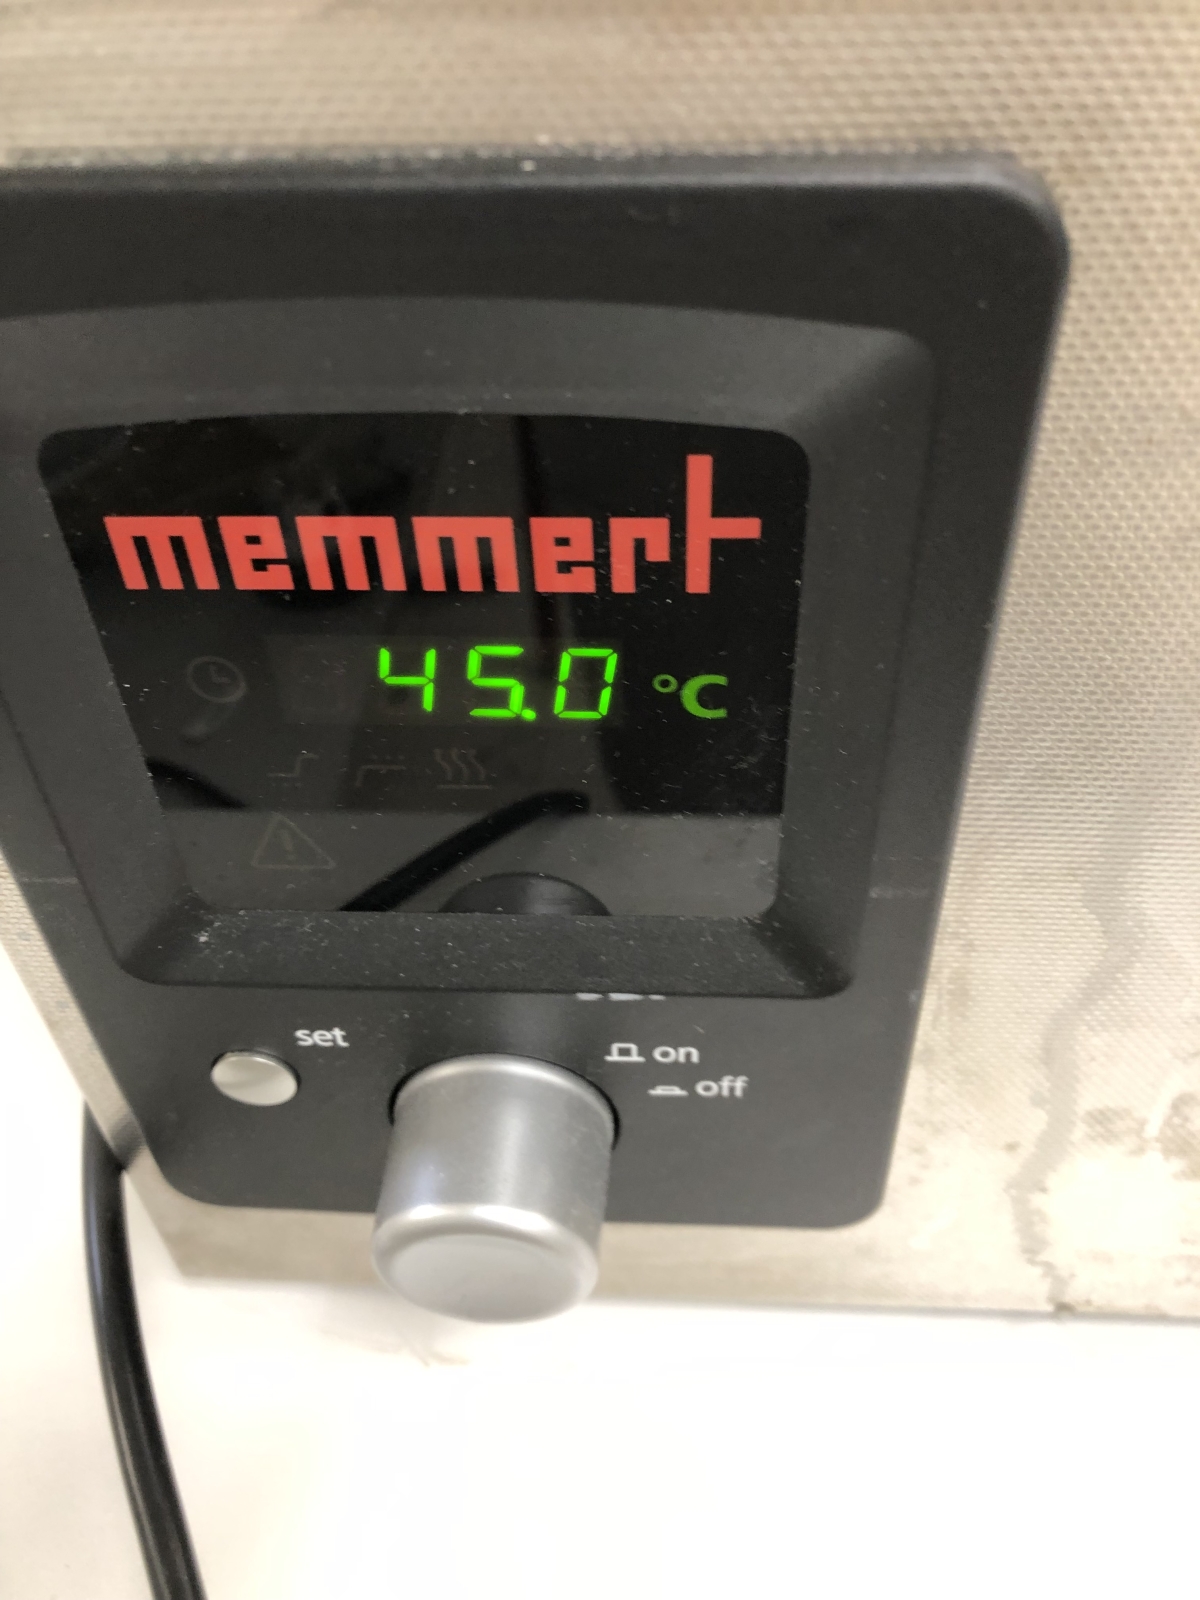 memmert
45.0 °C
set
on
off